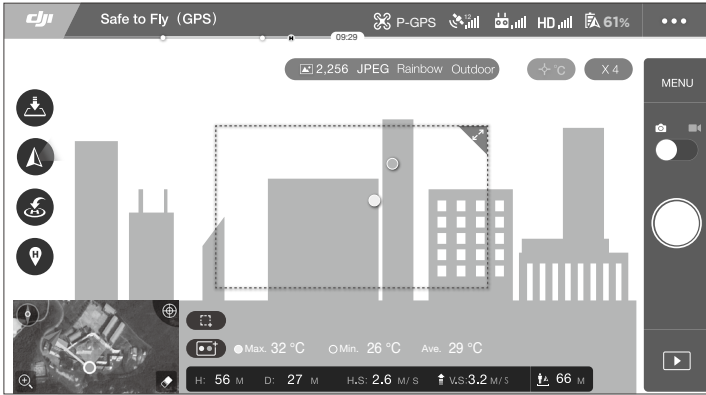 dji Safe to Fly (GPS) P-GPS 12 HD 61%
H 09:29
2,256 JPEG Rainbow Outdoor °C X 4
MENU
H
H
Max. 32 °C Min. 26 °C Ave. 29 °C
H: 56 M D: 27 M H.S: 2.6 M/S V.S:3.2 M/S 66 M